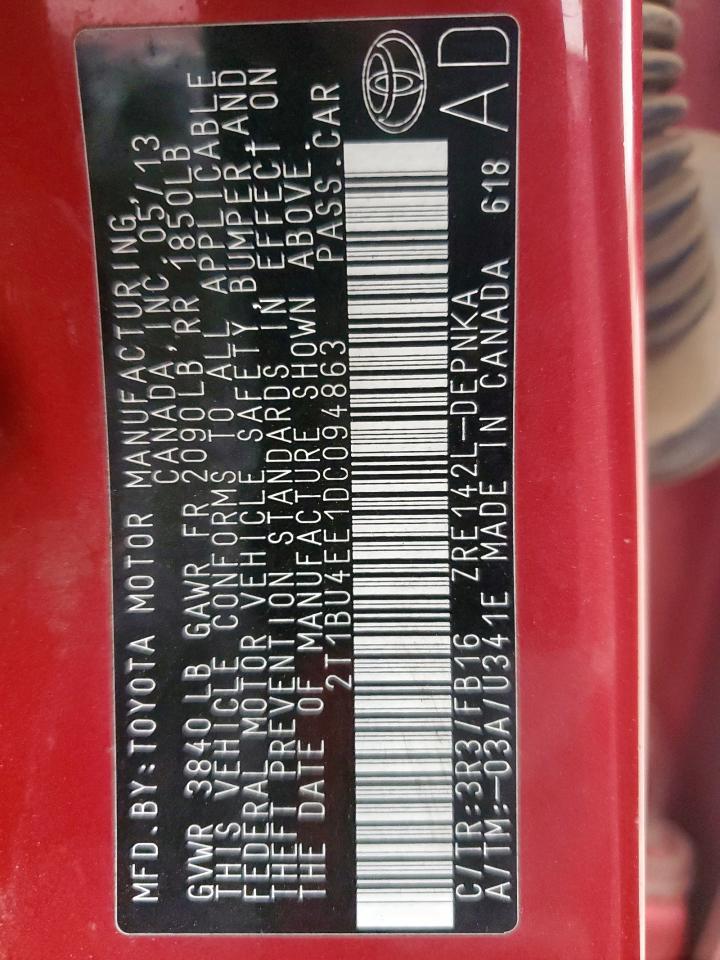 MFD.BY:TOYOTA MOTOR MANUFACTURING,
CANADA,INC.05/13
GVWR 3840LB GAWR FR 2090LB RR 1850LB
THIS VEHICLE CONFORMS TO ALL APPLICABLE
FEDERAL MOTOR VEHICLE SAFETY,BUMPER,AND
THEFT PREVENTION STANDARDS IN EFFECT ON
THE DATE OF MANUFACTURE SHOWN ABOVE.
2T1BU4EE1DC094863 PASS.CAR
C/TR:3R3/FB16 ZRE142L-DEPNKA
A/TM:-03A/U341E MADE IN CANADA 618
AD